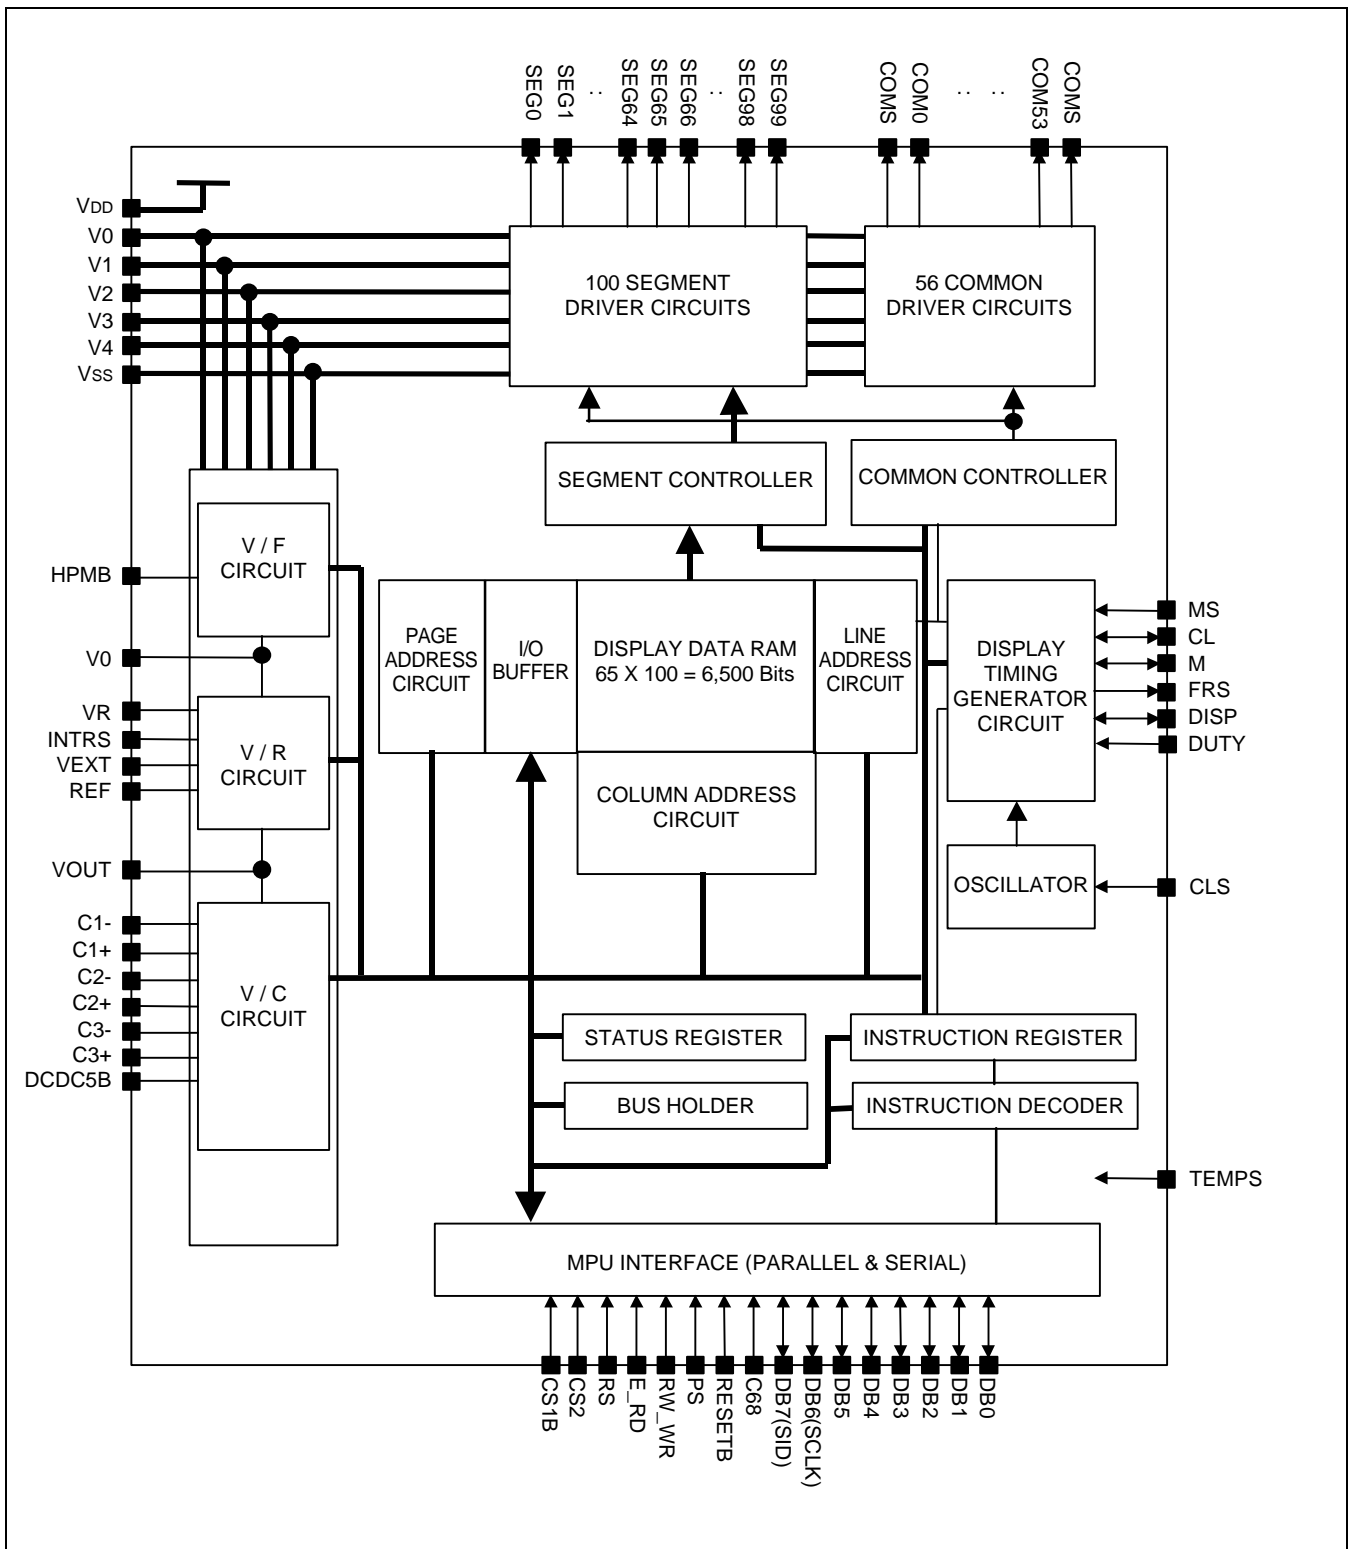 SEG0
SEG1
:
SEG64
SEG65
SEG66
:
SEG98
SEG99
COMS
COM0
:
:
COM53
COMS
VDD
V0
V1
V2
V3
V4
VSS
100 SEGMENT
DRIVER CIRCUITS
56 COMMON
DRIVER CIRCUITS
SEGMENT CONTROLLER
COMMON CONTROLLER
V / F
CIRCUIT
HPMB
V0
VR
INTRS
VEXT
REF
V / R
CIRCUIT
VOUT
C1-
C1+
C2-
C2+
C3-
C3+
DCDC5B
V / C
CIRCUIT
PAGE
ADDRESS
CIRCUIT
I/O
BUFFER
DISPLAY DATA RAM
65 X 100 = 6,500 Bits
LINE
ADDRESS
CIRCUIT
COLUMN ADDRESS
CIRCUIT
DISPLAY
TIMING
GENERATOR
CIRCUIT
MS
CL
M
FRS
DISP
DUTY
OSCILLATOR
CLS
STATUS REGISTER
INSTRUCTION REGISTER
BUS HOLDER
INSTRUCTION DECODER
TEMPS
MPU INTERFACE (PARALLEL & SERIAL)
CS1B
CS2
RS
E_RD
RW_WR
PS
RESETB
C68
DB7(SID)
DB6(SCLK)
DB5
DB4
DB3
DB2
DB1
DB0